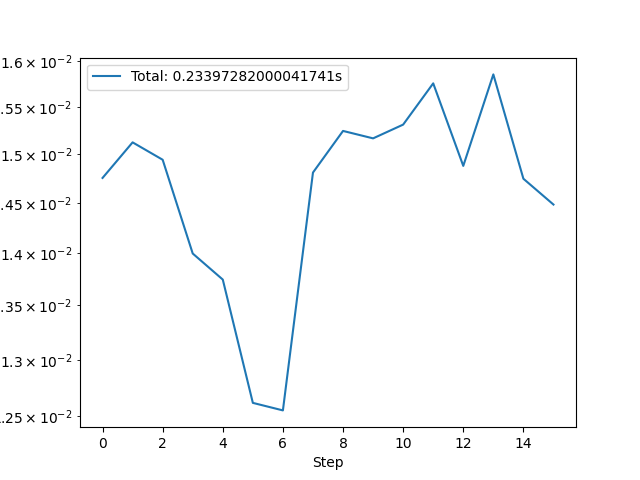 1.6 × 10⁻²
Total: 0.23397282000041741s
.55 × 10⁻²
1.5 × 10⁻²
.45 × 10⁻²
1.4 × 10⁻²
.35 × 10⁻²
1.3 × 10⁻²
.25 × 10⁻²
0 2 4 6 8 10 12 14
Step